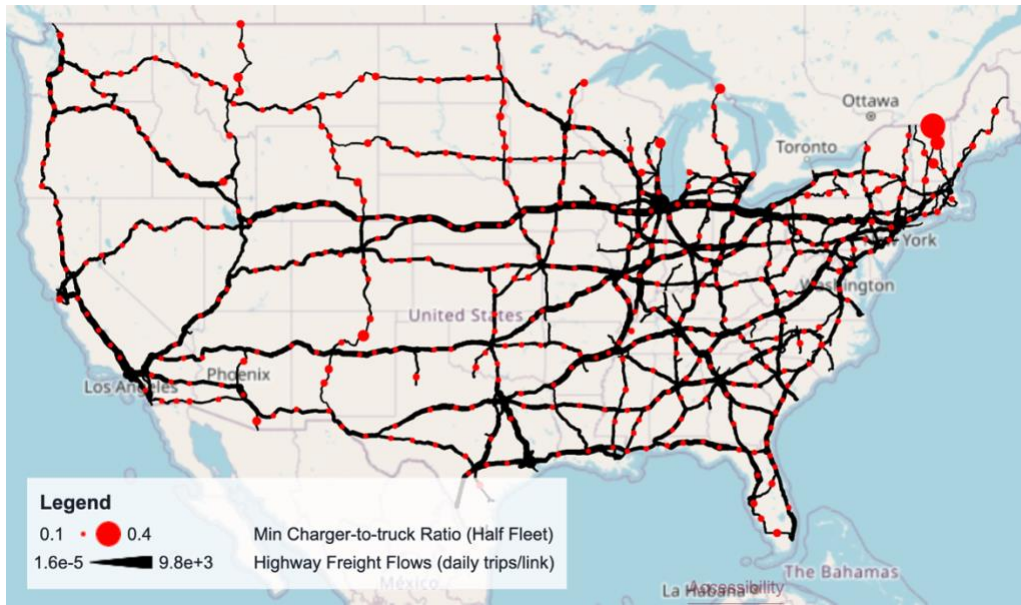 Ottawa
Toronto
New York
Washington
United States
Los Angeles
Phoenix
Legend
0.1 0.4 Min Charger-to-truck Ratio (Half Fleet)
1.6e-5 9.8e+3 Highway Freight Flows (daily trips/link)
México
The Bahamas
La Habana
Accessibility